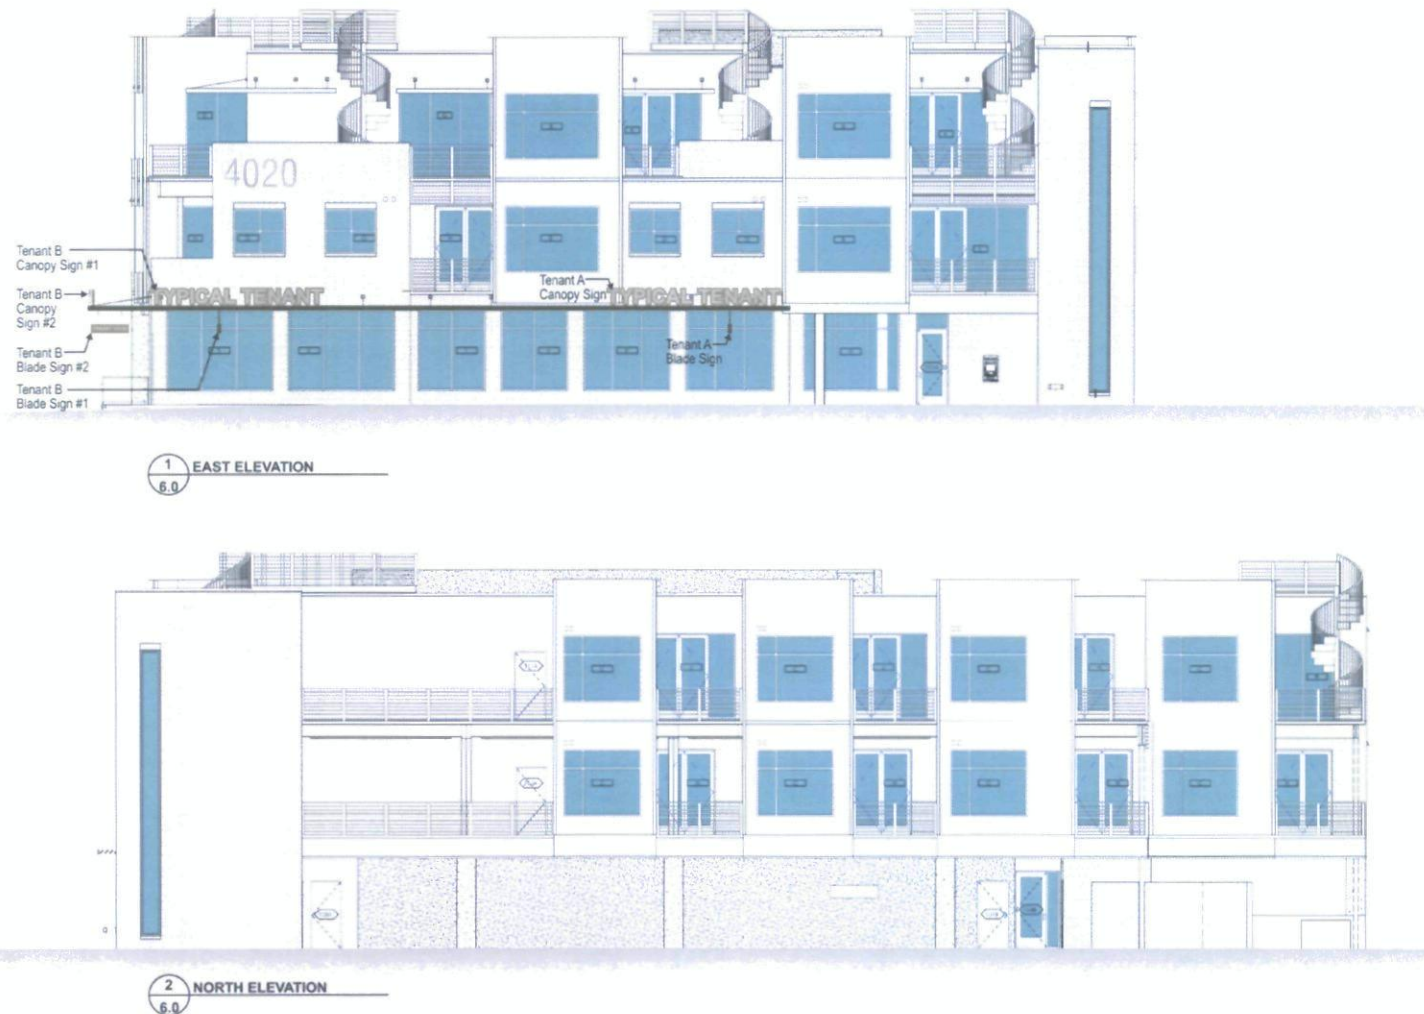 4020
Tenant B
Canopy Sign #1
Tenant B
Canopy
Sign #2
Tenant B
Blade Sign #2
Tenant B
Blade Sign #1
TYPICAL TENANT
Tenant A
Canopy Sign
TYPICAL TENANT
Tenant A
Blade Sign
1
6.0
EAST ELEVATION
2
6.0
NORTH ELEVATION